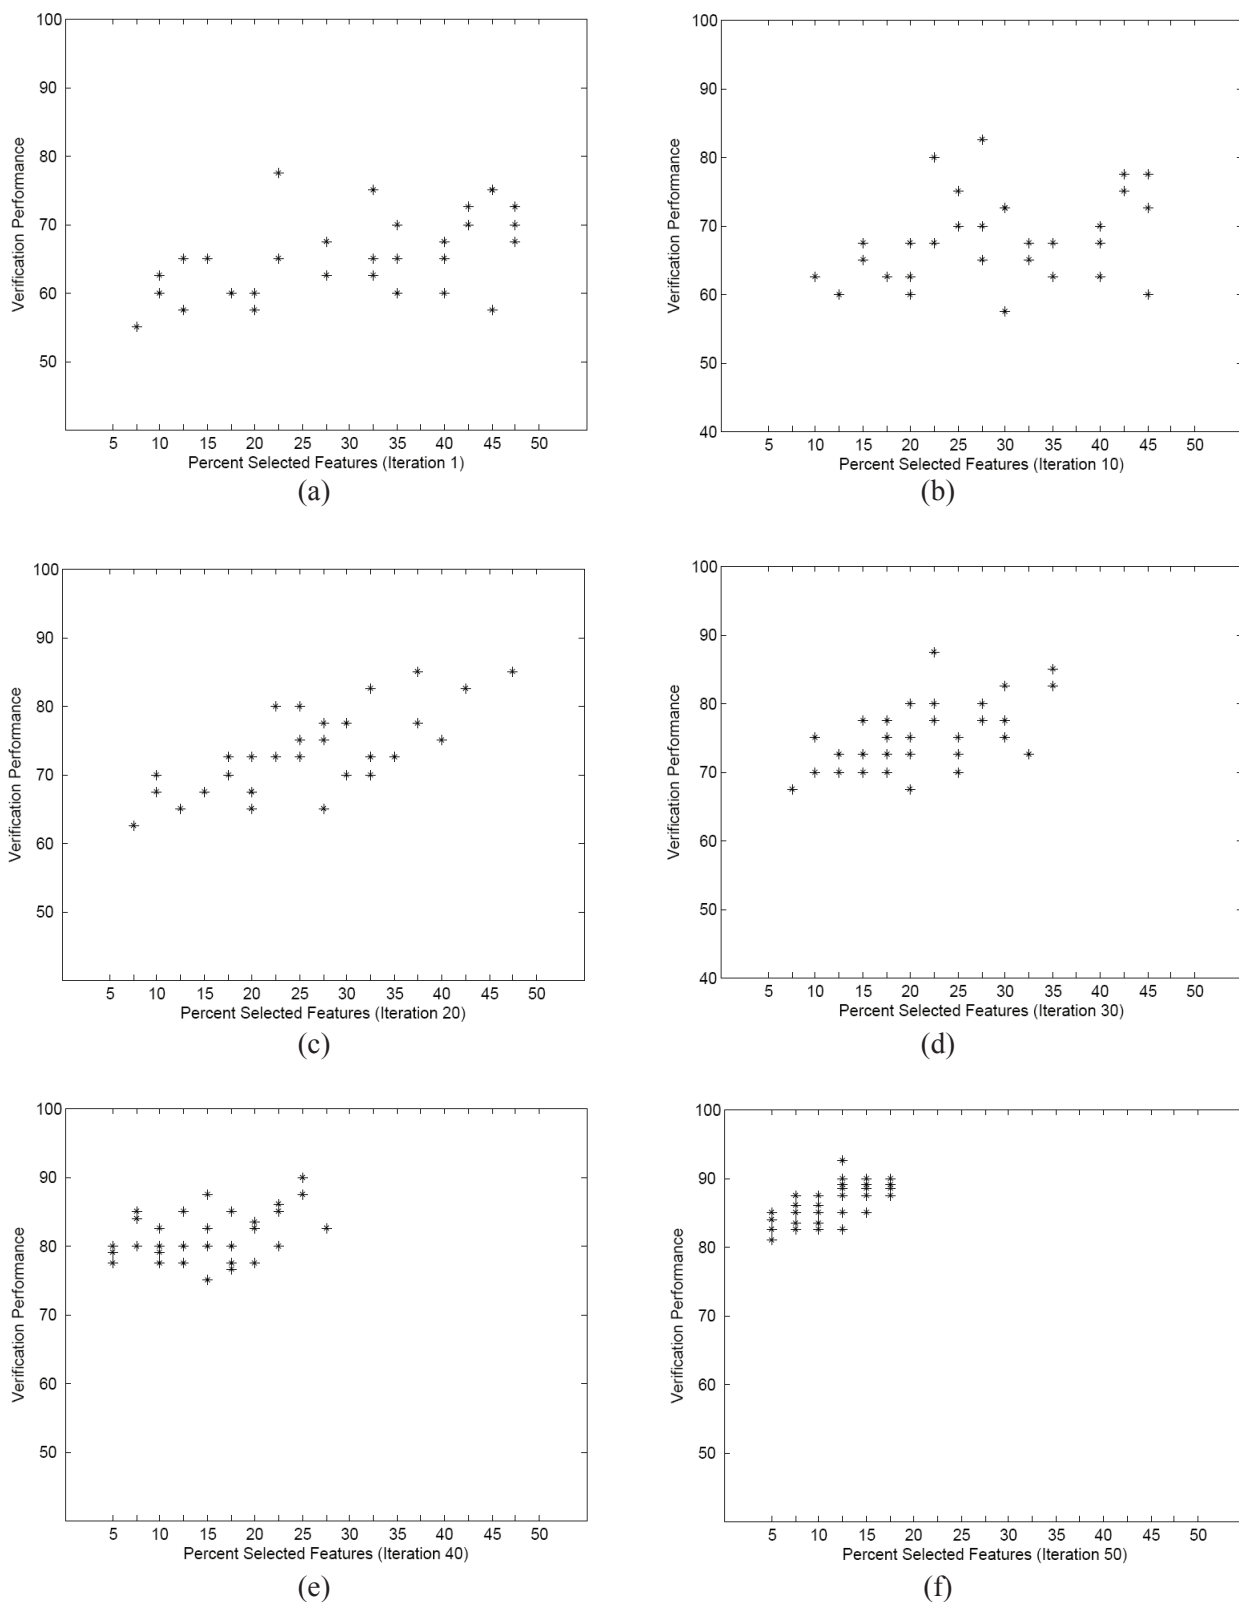 100
90
80
70
60
50
Verification Performance
5 10 15 20 25 30 35 40 45 50
Percent Selected Features (Iteration 1)
(a)
100
90
80
70
60
50
40
Verification Performance
5 10 15 20 25 30 35 40 45 50
Percent Selected Features (Iteration 10)
(b)
100
90
80
70
60
50
Verification Performance
5 10 15 20 25 30 35 40 45 50
Percent Selected Features (Iteration 20)
(c)
100
90
80
70
60
50
40
Verification Performance
5 10 15 20 25 30 35 40 45 50
Percent Selected Features (Iteration 30)
(d)
100
90
80
70
60
50
Verification Performance
5 10 15 20 25 30 35 40 45 50
Percent Selected Features (Iteration 40)
(e)
100
90
80
70
60
50
Verification Performance
5 10 15 20 25 30 35 40 45 50
Percent Selected Features (Iteration 50)
(f)